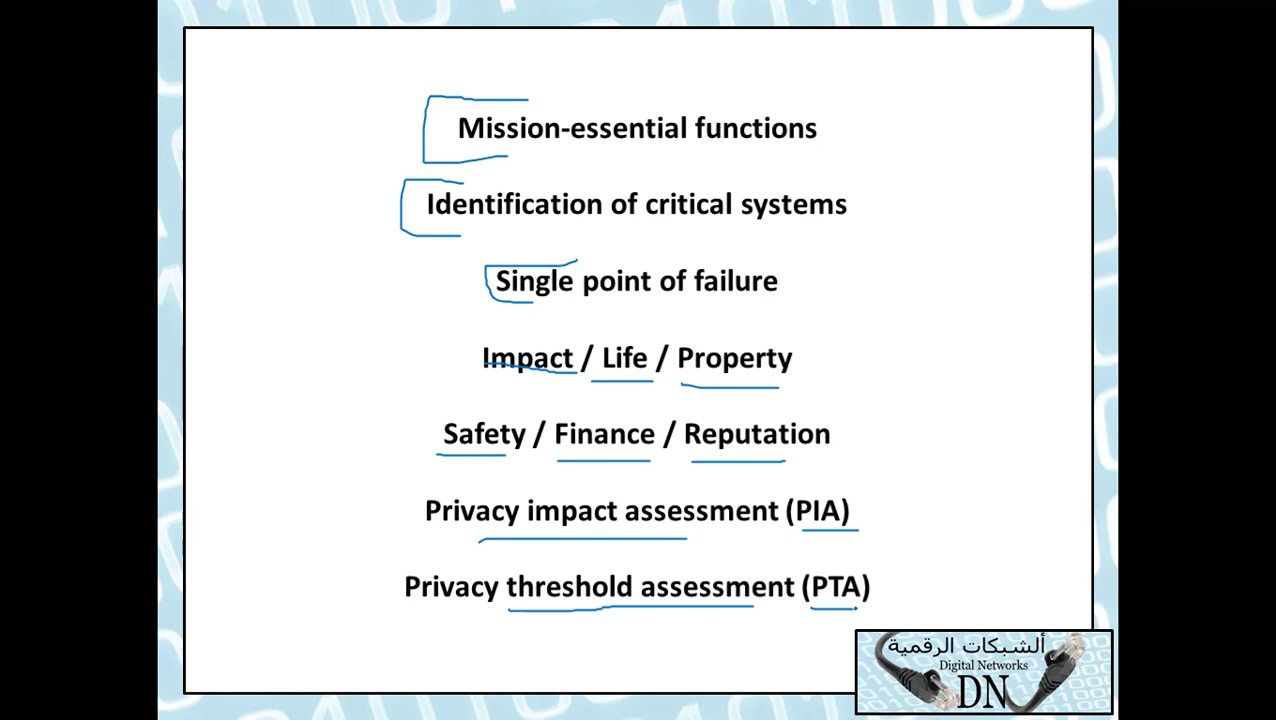 Mission-essential functions
Identification of critical systems
Single point of failure
Impact / Life / Property
Safety / Finance / Reputation
Privacy impact assessment (PIA)
Privacy threshold assessment (PTA)
ألشبكات الرقمية
Digital Networks
DN